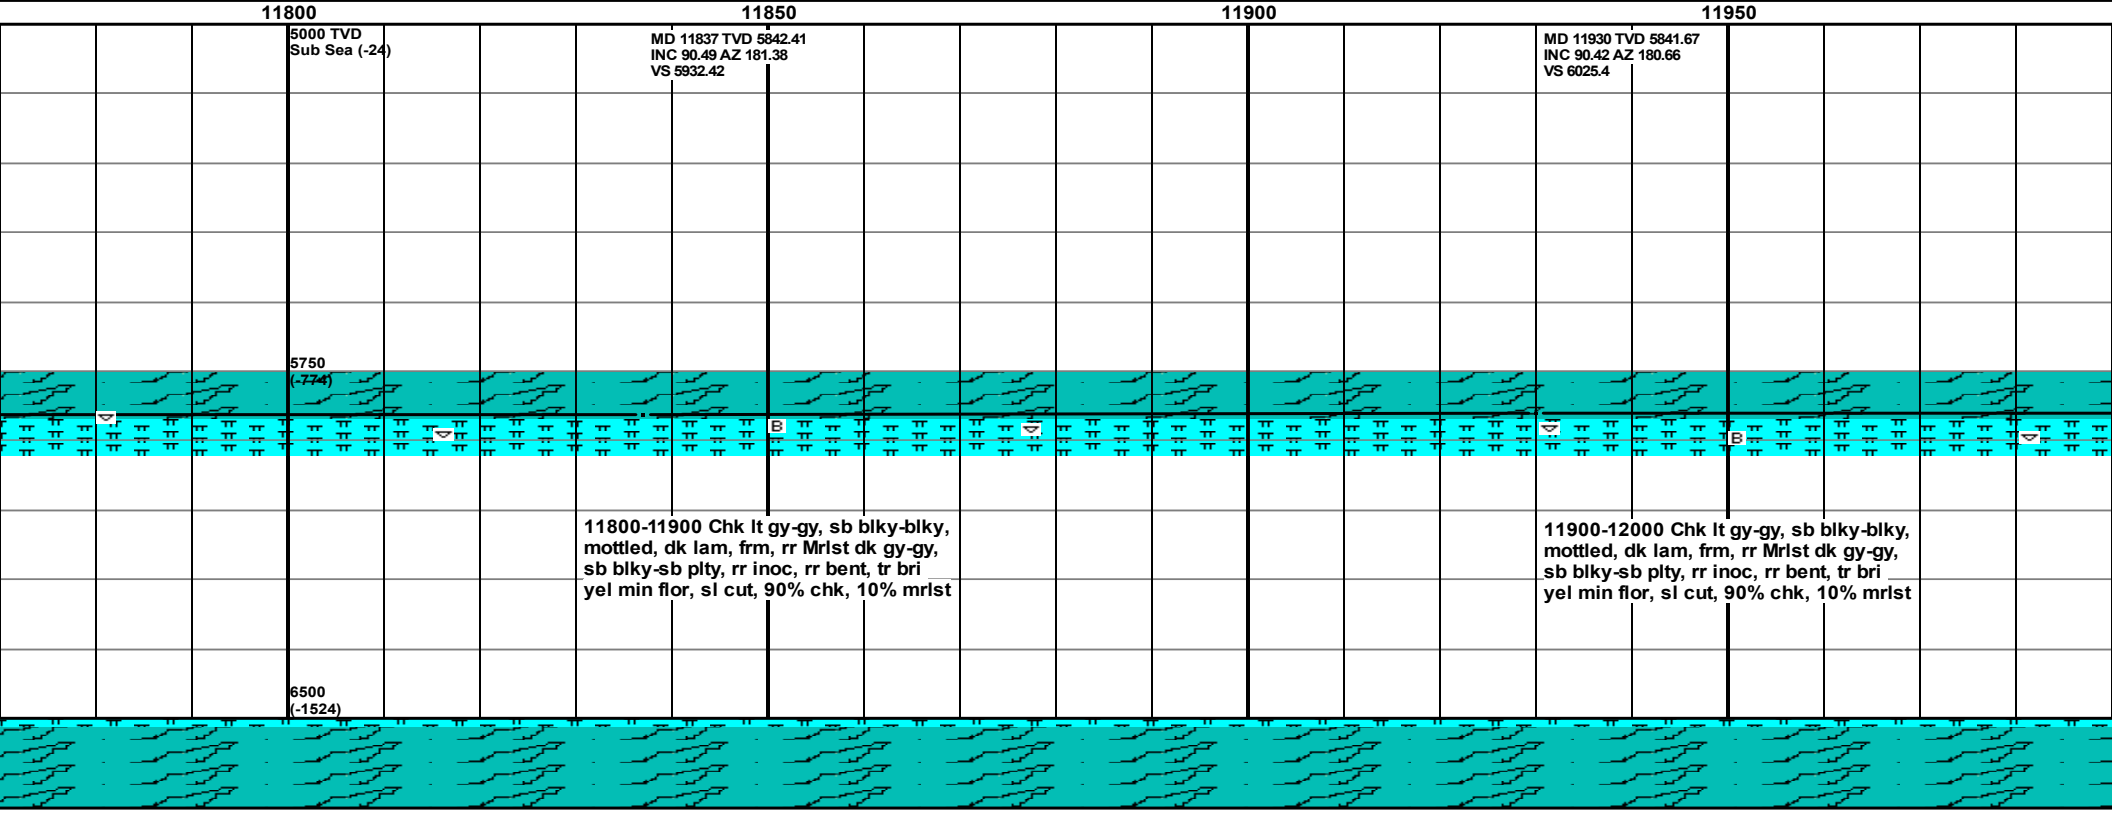 11800 11850 11900 11950
5000 TVD
Sub Sea (-24)
MD 11837 TVD 5842.41
INC 90.49 AZ 181.38
VS 5932.42
MD 11930 TVD 5841.67
INC 90.42 AZ 180.66
VS 6025.4
5750
(-774)
B
B
11800-11900 Chk lt gy-gy, sb blky-blky,
mottled, dk lam, frm, rr Mrlst dk gy-gy,
sb blky-sb plty, rr inoc, rr bent, tr bri
yel min flor, sl cut, 90% chk, 10% mrlst
11900-12000 Chk lt gy-gy, sb blky-blky,
mottled, dk lam, frm, rr Mrlst dk gy-gy,
sb blky-sb plty, rr inoc, rr bent, tr bri
yel min flor, sl cut, 90% chk, 10% mrlst
6500
(-1524)